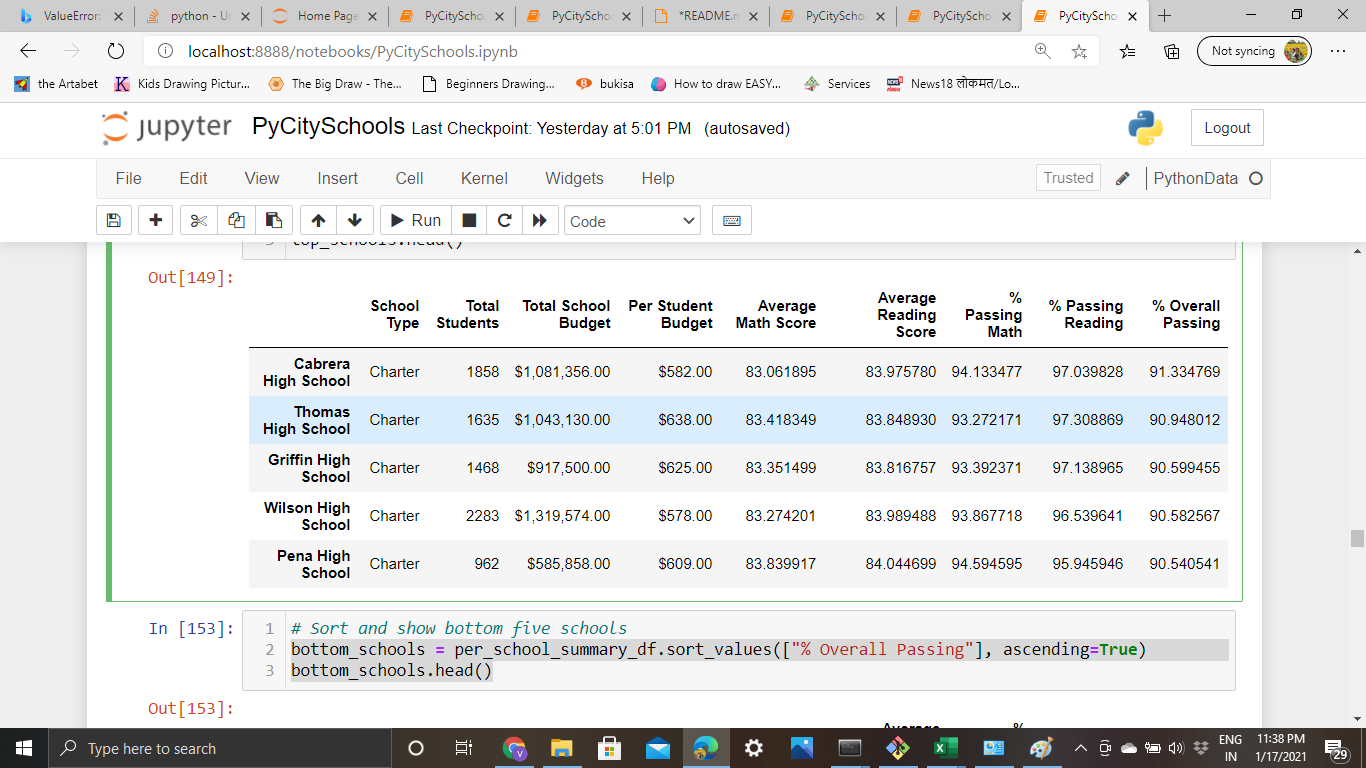 ValueError:
python - U
Home Page
PyCitySchoo
PyCitySchoo
*README.m
PyCityScho
PyCityScho
PyCityScho
localhost:8888/notebooks/PyCitySchools.ipynb
Not syncing
the Artabet
Kids Drawing Pictur...
The Big Draw - The...
Beginners Drawing...
bukisa
How to draw EASY...
Services
News18 लोकमत/Lo...
jupyter PyCitySchools Last Checkpoint: Yesterday at 5:01 PM (autosaved)
Logout
File Edit View Insert Cell Kernel Widgets Help
Trusted
PythonData
Run
Code
3 top_schools.head()
Out[149]:
School Type Total Students Total School Budget Per Student Budget Average Math Score Average Reading Score % Passing Math % Passing Reading % Overall Passing
Cabrera High School Charter 1858 $1,081,356.00 $582.00 83.061895 83.975780 94.133477 97.039828 91.334769
Thomas High School Charter 1635 $1,043,130.00 $638.00 83.418349 83.848930 93.272171 97.308869 90.948012
Griffin High School Charter 1468 $917,500.00 $625.00 83.351499 83.816757 93.392371 97.138965 90.599455
Wilson High School Charter 2283 $1,319,574.00 $578.00 83.274201 83.989488 93.867718 96.539641 90.582567
Pena High School Charter 962 $585,858.00 $609.00 83.839917 84.044699 94.594595 95.945946 90.540541
In [153]:
1 # Sort and show bottom five schools
2 bottom_schools = per_school_summary_df.sort_values(["% Overall Passing"], ascending=True)
3 bottom_schools.head()
Out[153]:
Average %
Type here to search
ENG
IN
11:38 PM
1/17/2021
29